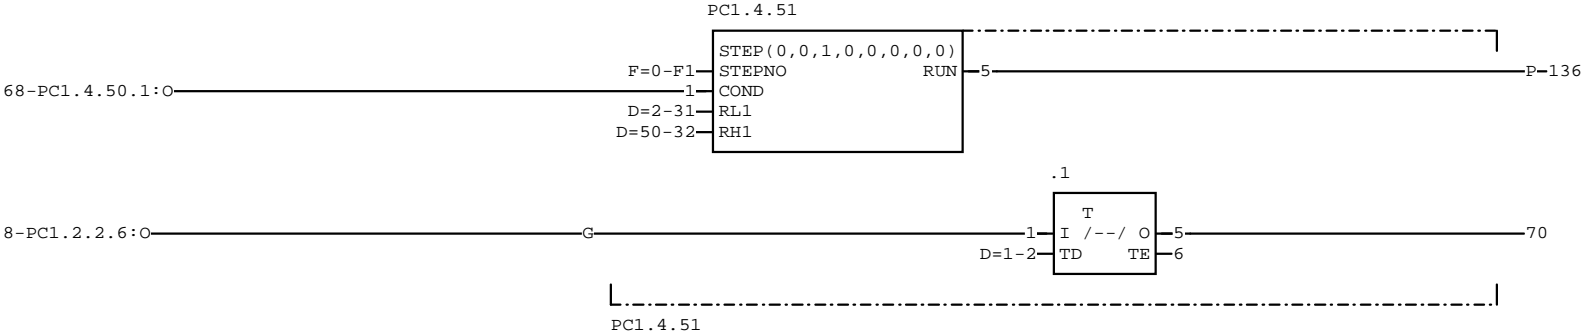 PC1.4.51
STEP(0,0,1,0,0,0,0,0)
F=0-F1 STEPNO RUN 5 P-136
68-PC1.4.50.1:O 1 COND
D=2-31 RL1
D=50-32 RH1
.1
T
8-PC1.2.2.6:O G 1 I /--/ O 5 70
D=1-2 TD TE 6
PC1.4.51